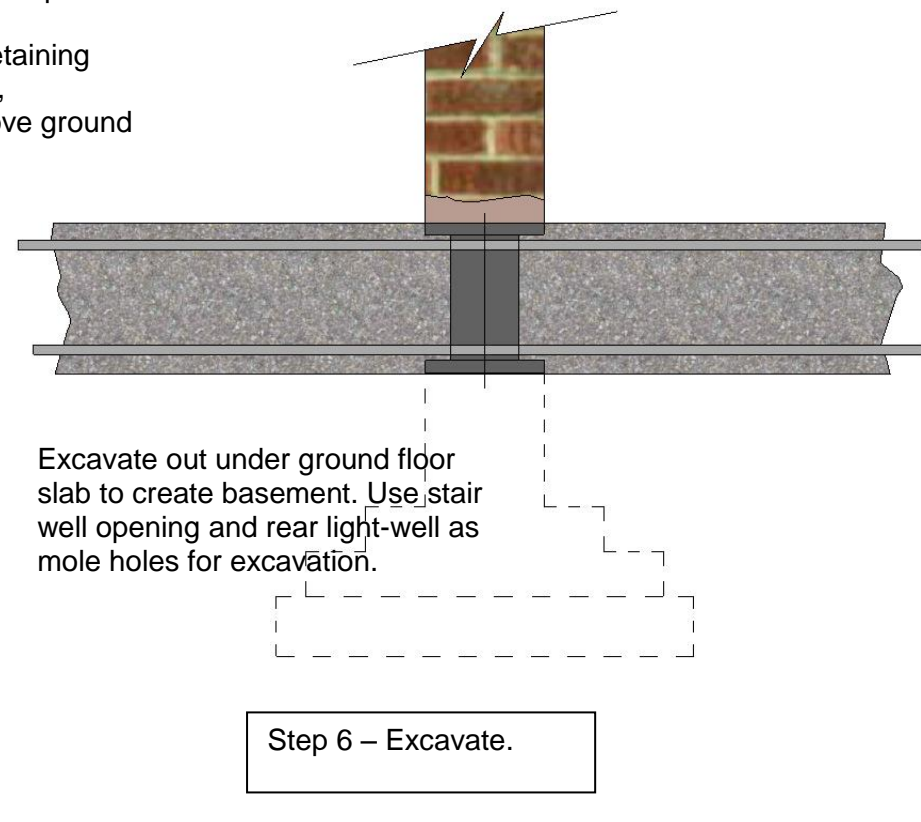 etaining
,
ove ground
Excavate out under ground floor
slab to create basement. Use stair
well opening and rear light-well as
mole holes for excavation.
Step 6 – Excavate.